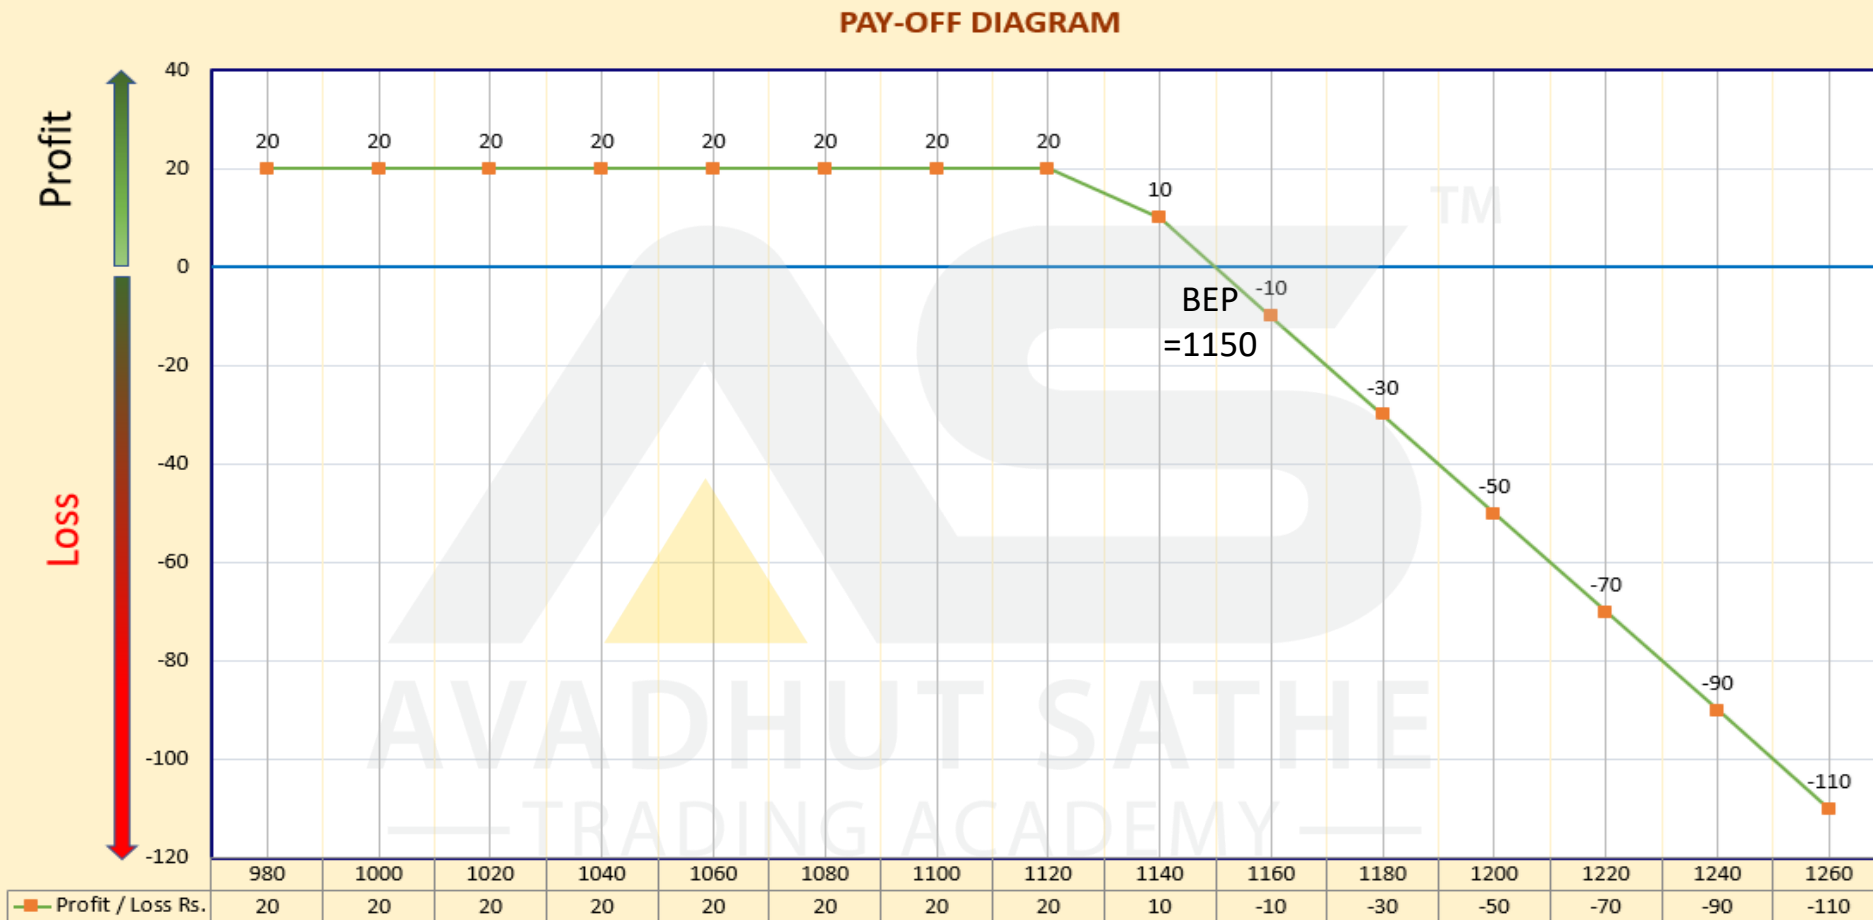 PAY-OFF DIAGRAM
Profit
Loss
40
20
0
-20
-40
-60
-80
-100
-120
20 20 20 20 20 20 20 20 10 -10 -30 -50 -70 -90 -110
BEP
=1150
TM
AVADHUT SATHE
TRADING ACADEMY
980 1000 1020 1040 1060 1080 1100 1120 1140 1160 1180 1200 1220 1240 1260
Profit / Loss Rs. 20 20 20 20 20 20 20 20 10 -10 -30 -50 -70 -90 -110